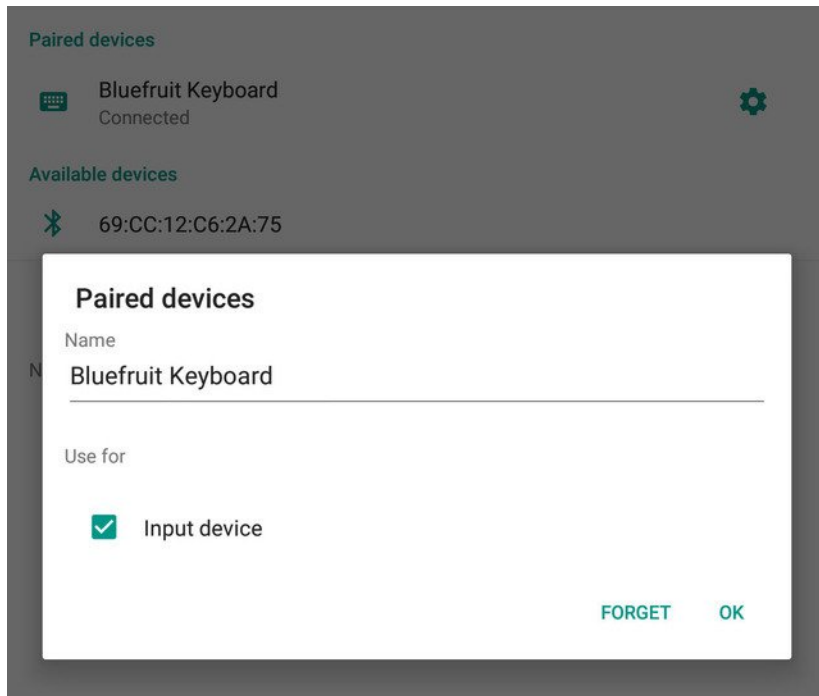 Paired devices
Bluefruit Keyboard
Connected
Available devices
69:CC:12:C6:2A:75
Paired devices
Name
N
Bluefruit Keyboard
Use for
Input device
FORGET OK